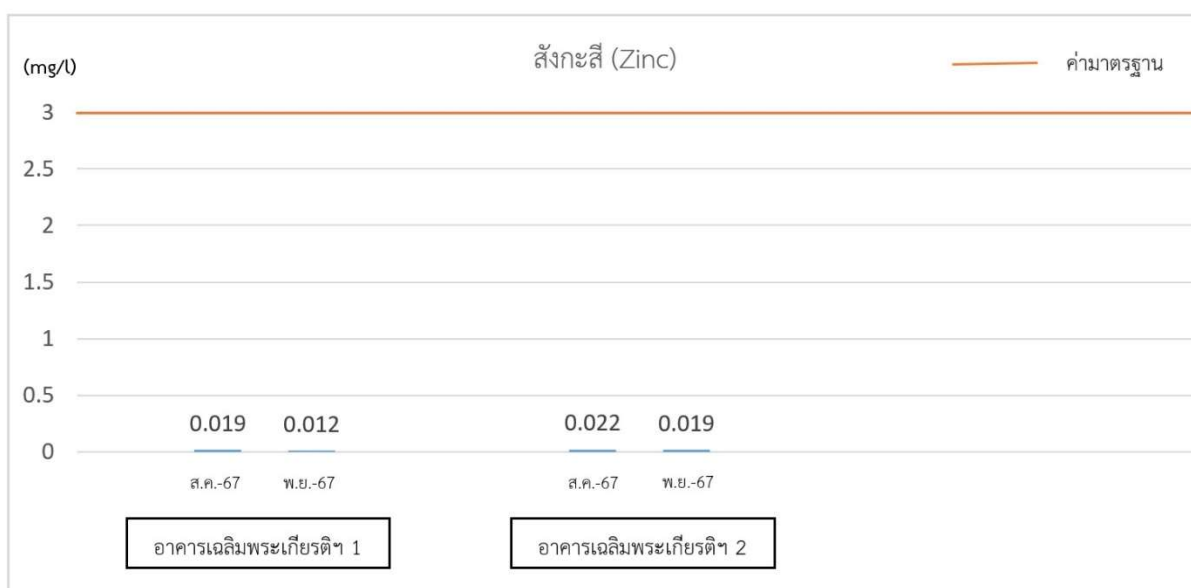 สังกะสี (Zinc)
(mg/l)
ค่ามาตรฐาน
3
2.5
2
1.5
1
0.5
0
0.019 0.012 0.022 0.019
ส.ค.-67 พ.ย.-67 ส.ค.-67 พ.ย.-67
อาคารเฉลิมพระเกียรติฯ 1 อาคารเฉลิมพระเกียรติฯ 2